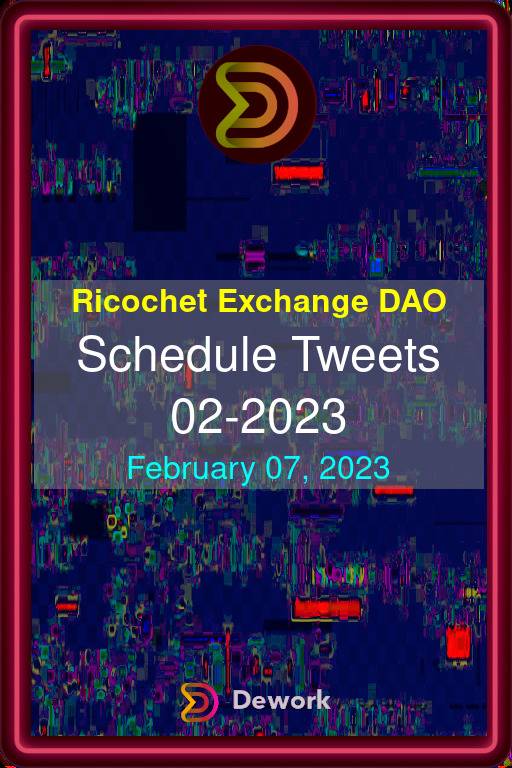 Ricochet Exchange DAO
Schedule Tweets
02-2023
February 07, 2023
Dework